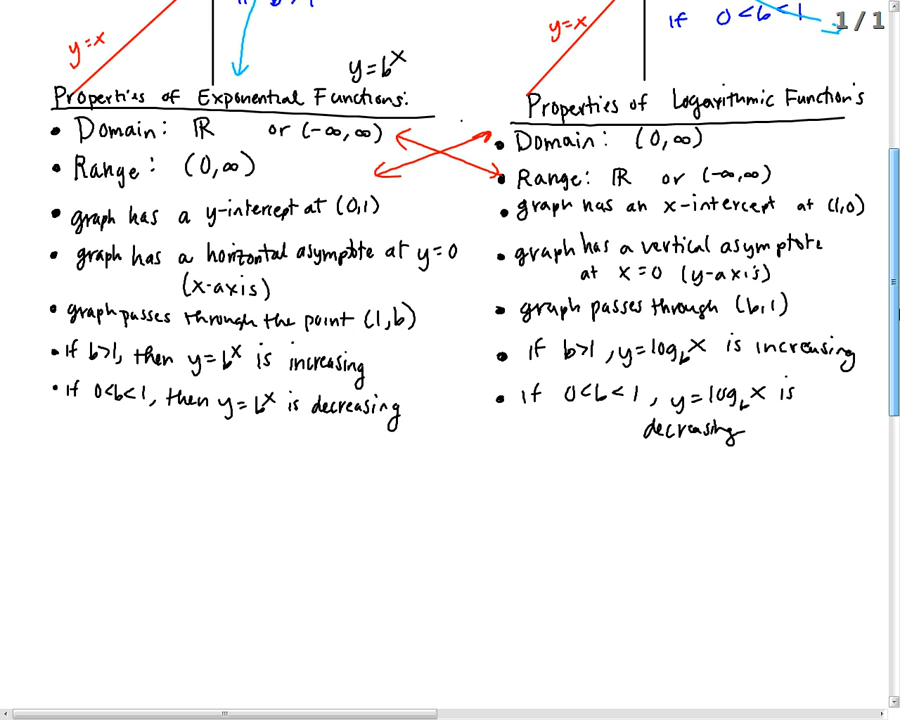 if b>1
if 0<b<1
1 / 1
y=x
y=x
y=b^x
Properties of Exponential Functions:
• Domain: ℝ or (-∞,∞)
• Range: (0,∞)
• graph has a y-intercept at (0,1)
• graph has a horizontal asymptote at y=0
(x-axis)
• graph passes through the point (1,b)
• if b>1, then y=b^x is increasing
• if 0<b<1, then y=b^x is decreasing
Properties of Logarithmic Function's
• Domain: (0,∞)
• Range: ℝ or (-∞,∞)
• graph has an x-intercept at (1,0)
• graph has a vertical asymptote
at x=0 (y-axis)
• graph passes through (b,1)
• if b>1, y=log_b x is increasing
• if 0<b<1, y=log_b x is
decreasing